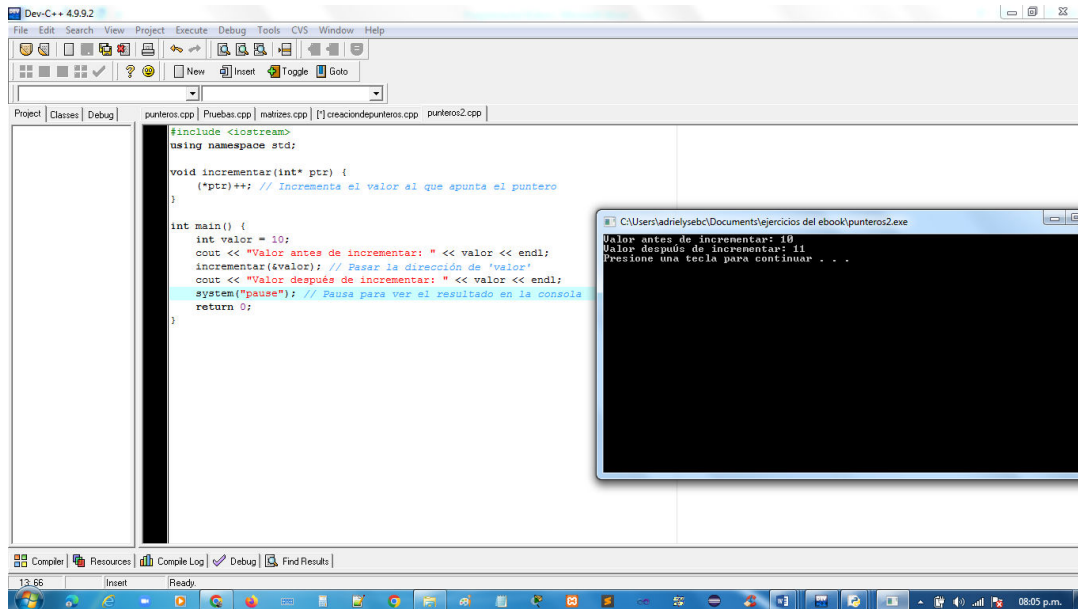 Dev-C++ 4.9.9.2
File Edit Search View Project Execute Debug Tools CVS Window Help
New Insert Toggle Goto
Project Classes Debug punteros.cpp Pruebas.cpp matrizes.cpp [*] creaciondepunteros.cpp punteros2.cpp
#include <iostream>
using namespace std;
void incrementar(int* ptr) {
(*ptr)++; // Incrementa el valor al que apunta el puntero
}
int main() {
int valor = 10;
cout << "Valor antes de incrementar: " << valor << endl;
incrementar(&valor); // Pasar la dirección de 'valor'
cout << "Valor después de incrementar: " << valor << endl;
system("pause"); // Pausa para ver el resultado en la consola
return 0;
}
C:\Users\adrielysebc\Documents\ejercicios del ebook\punteros2.exe
Valor antes de incrementar: 10
Valor despuÚs de incrementar: 11
Presione una tecla para continuar . . .
Compiler Resources Compile Log Debug Find Results
13: 66 Insert Ready.
08:05 p.m.